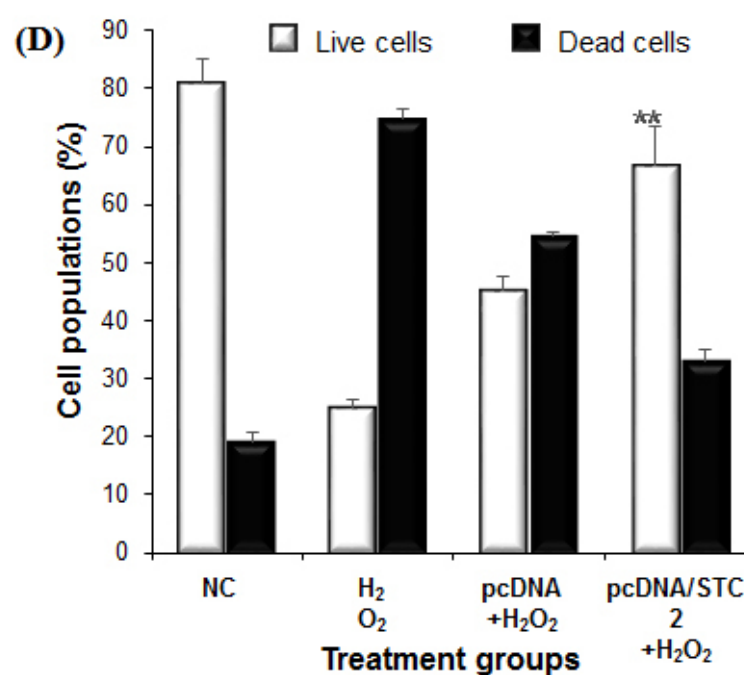 (D)
Live cells
Dead cells
Cell populations (%)
90
80
70
60
50
40
30
20
10
0
**
NC
H₂
O₂
pcDNA
+H₂O₂
pcDNA/STC
2
+H₂O₂
Treatment groups